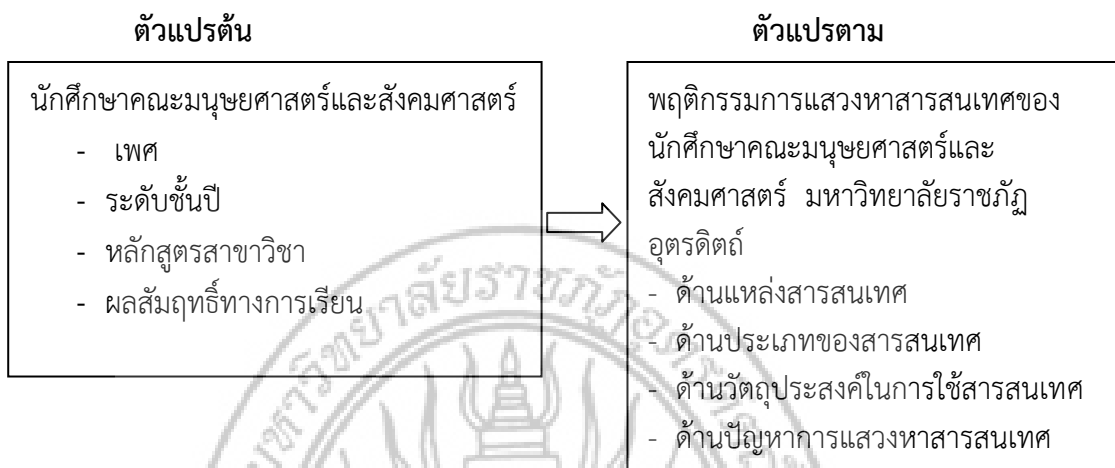 ตัวแปรต้น
นักศึกษาคณะมนุษยศาสตร์และสังคมศาสตร์
- เพศ
- ระดับชั้นปี
- หลักสูตรสาขาวิชา
- ผลสัมฤทธิ์ทางการเรียน
ตัวแปรตาม
พฤติกรรมการแสวงหาสารสนเทศของ
นักศึกษาคณะมนุษยศาสตร์และ
สังคมศาสตร์ มหาวิทยาลัยราชภัฏ
อุตรดิตถ์
- ด้านแหล่งสารสนเทศ
- ด้านประเภทของสารสนเทศ
- ด้านวัตถุประสงค์ในการใช้สารสนเทศ
- ด้านปัญหาการแสวงหาสารสนเทศ